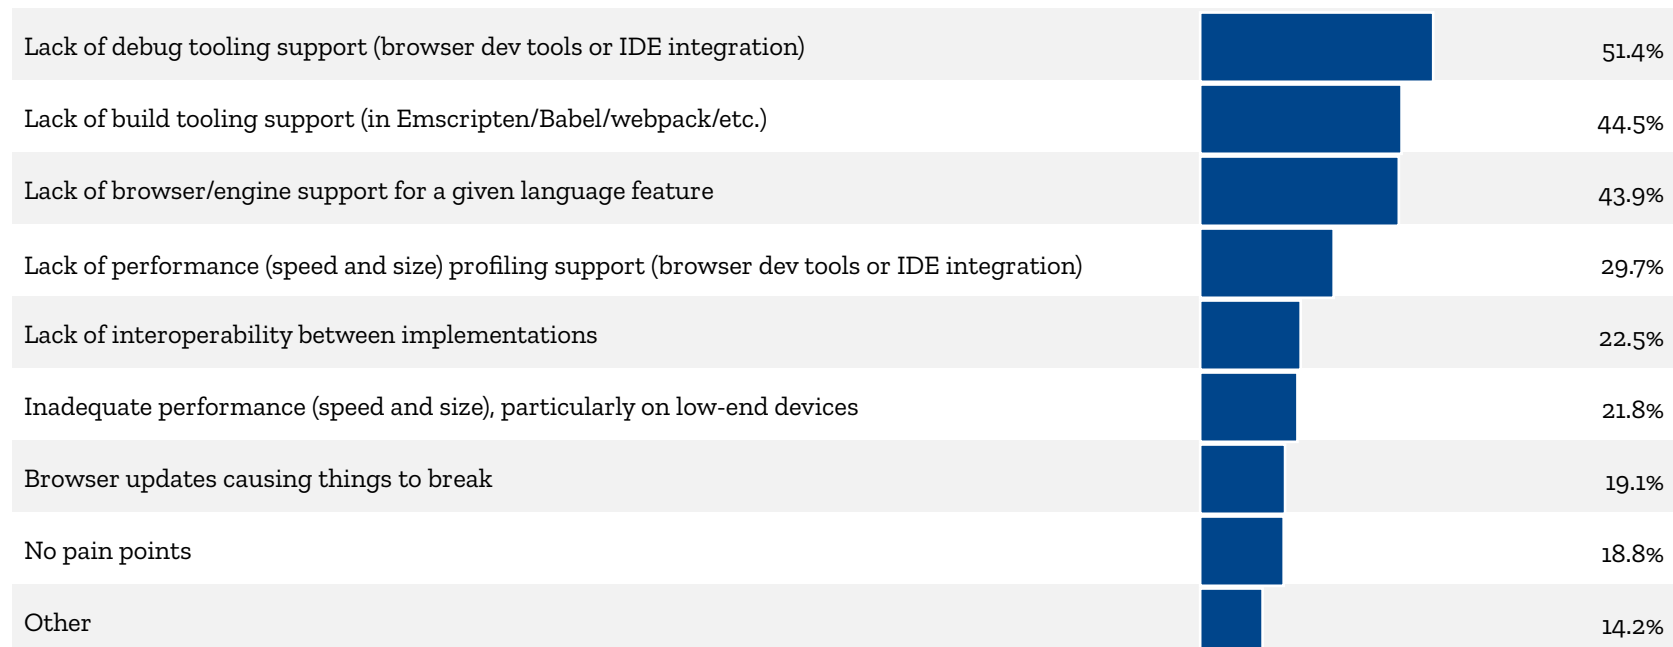 Lack of debug tooling support (browser dev tools or IDE integration) 51.4%
Lack of build tooling support (in Emscripten/Babel/webpack/etc.) 44.5%
Lack of browser/engine support for a given language feature 43.9%
Lack of performance (speed and size) profiling support (browser dev tools or IDE integration) 29.7%
Lack of interoperability between implementations 22.5%
Inadequate performance (speed and size), particularly on low-end devices 21.8%
Browser updates causing things to break 19.1%
No pain points 18.8%
Other 14.2%